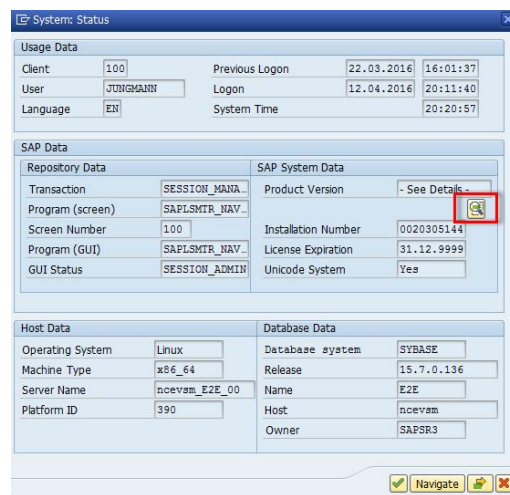 System: Status
Usage Data
Client 100 Previous Logon 22.03.2016 16:01:37
User JUNGMANN Logon 12.04.2016 20:11:40
Language EN System Time 20:20:57
SAP Data
Repository Data SAP System Data
Transaction SESSION_MANA… Product Version - See Details -
Program (screen) SAPLSMTR_NAV…
Screen Number 100 Installation Number 0020305144
Program (GUI) SAPLSMTR_NAV… License Expiration 31.12.9999
GUI Status SESSION_ADMIN Unicode System Yes
Host Data Database Data
Operating System Linux Database system SYBASE
Machine Type x86_64 Release 15.7.0.136
Server Name ncevsm_E2E_00 Name E2E
Platform ID 390 Host ncevsm
Owner SAPSR3
Navigate